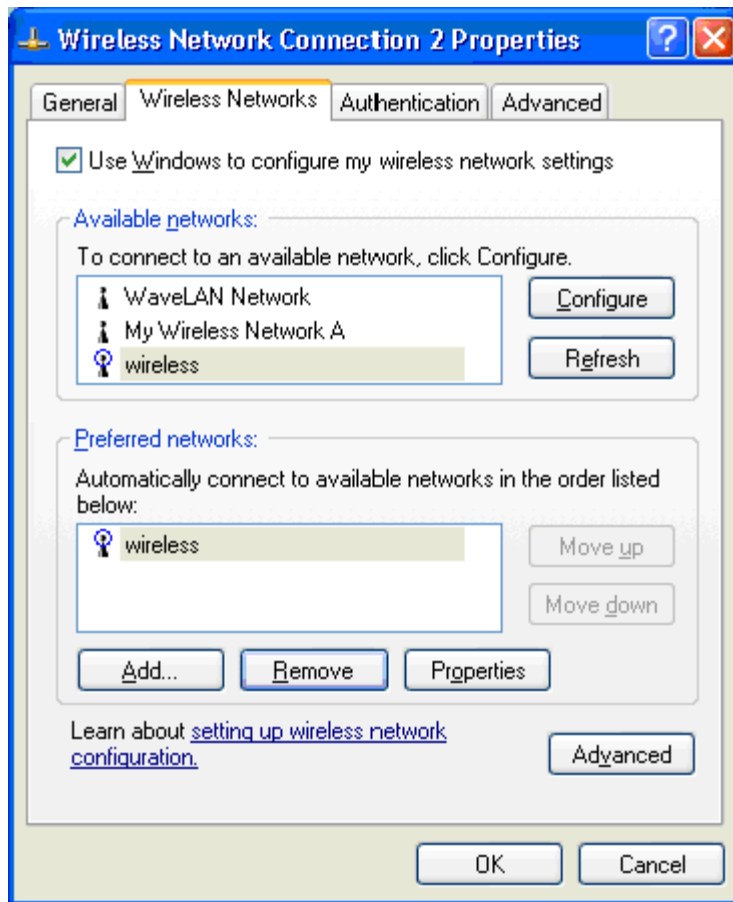 Wireless Network Connection 2 Properties
General Wireless Networks Authentication Advanced
Use Windows to configure my wireless network settings
Available networks:
To connect to an available network, click Configure.
WaveLAN Network
My Wireless Network A
wireless
Configure
Refresh
Preferred networks:
Automatically connect to available networks in the order listed
below:
wireless
Move up
Move down
Add... Remove Properties
Learn about setting up wireless network
configuration.
Advanced
OK Cancel